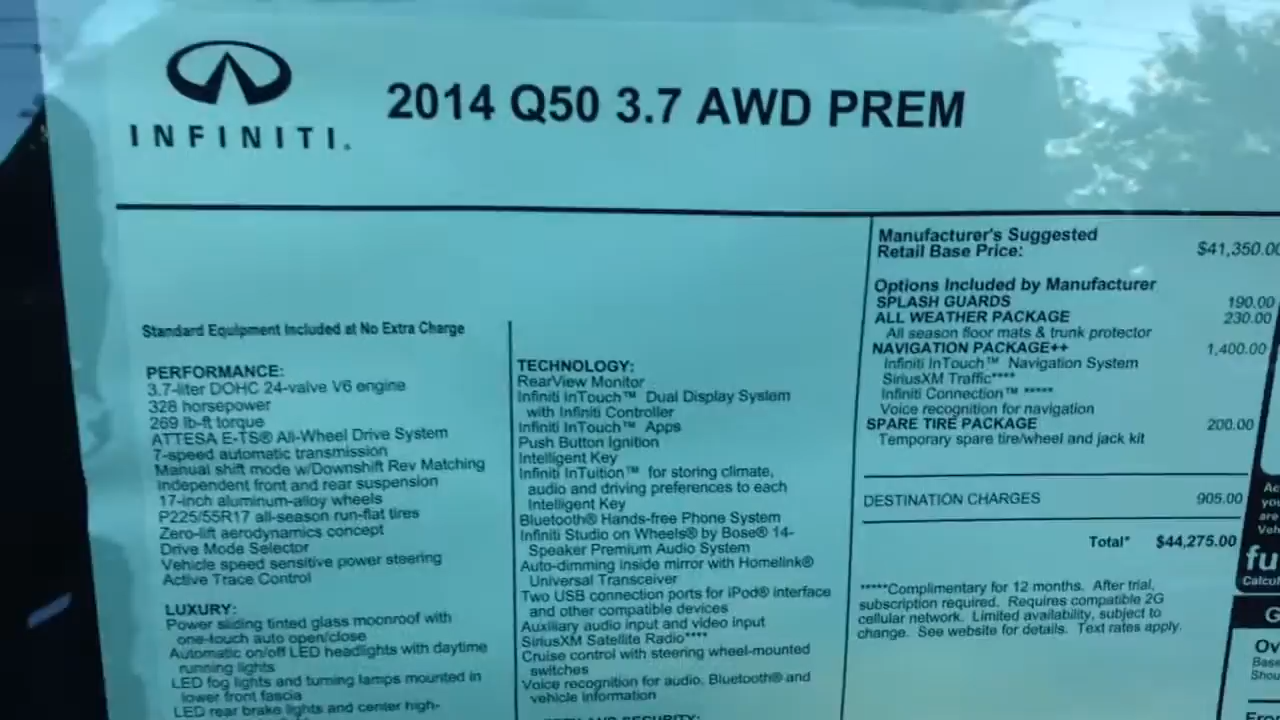 INFINITI.
2014 Q50 3.7 AWD PREM
Standard Equipment Included at No Extra Charge
PERFORMANCE:
3.7-liter DOHC 24-valve V6 engine
328 horsepower
269 lb-ft torque
ATTESA E-TS® All-Wheel Drive System
7-speed automatic transmission
Manual shift mode w/Downshift Rev Matching
Independent front and rear suspension
17-inch aluminum-alloy wheels
P225/55R17 all-season run-flat tires
Zero-lift aerodynamics concept
Drive Mode Selector
Vehicle speed sensitive power steering
Active Trace Control
LUXURY:
Power sliding tinted glass moonroof with
one-touch auto open/close
Automatic on/off LED headlights with daytime
running lights
LED fog lights and turning lamps mounted in
lower front fascia
LED rear brake lights and center high-
TECHNOLOGY:
RearView Monitor
Infiniti InTouch™ Dual Display System
with Infiniti Controller
Infiniti InTouch™ Apps
Push Button Ignition
Intelligent Key
Infiniti InTuition™ for storing climate,
audio and driving preferences to each
Intelligent Key
Bluetooth® Hands-free Phone System
Infiniti Studio on Wheels® by Bose® 14-
Speaker Premium Audio System
Auto-dimming inside mirror with Homelink®
Universal Transceiver
Two USB connection ports for iPod® interface
and other compatible devices
Auxiliary audio input and video input
SiriusXM Satellite Radio****
Cruise control with steering wheel-mounted
switches
Voice recognition for audio, Bluetooth® and
vehicle information
Manufacturer's Suggested
Retail Base Price: $41,350.00
Options Included by Manufacturer
SPLASH GUARDS 190.00
ALL WEATHER PACKAGE 230.00
All season floor mats & trunk protector
NAVIGATION PACKAGE++ 1,400.00
Infiniti InTouch™ Navigation System
SiriusXM Traffic****
Infiniti Connection™ *****
Voice recognition for navigation
SPARE TIRE PACKAGE 200.00
Temporary spare tire/wheel and jack kit
DESTINATION CHARGES 905.00
Total* $44,275.00
*****Complimentary for 12 months. After trial,
subscription required. Requires compatible 2G
cellular network. Limited availability, subject to
change. See website for details. Text rates apply.